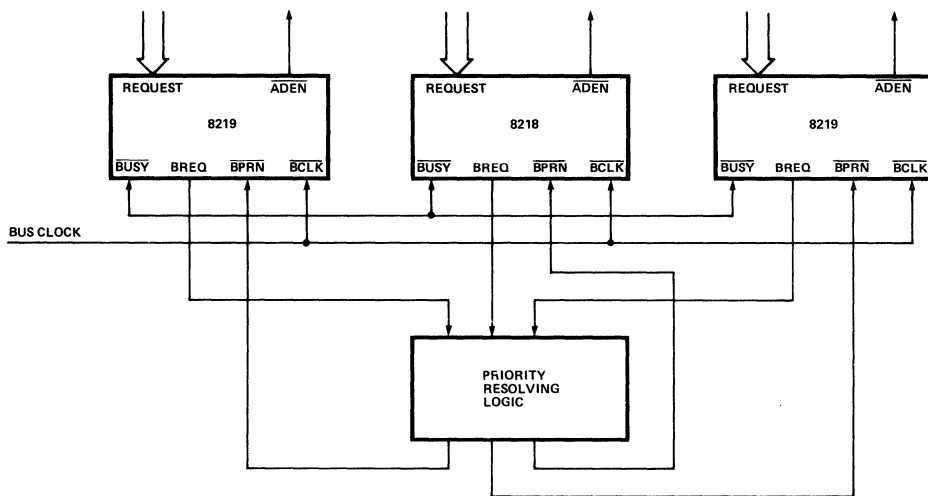 REQUEST ADEN
8219
BUSY BREQ BPRN BCLK
REQUEST ADEN
8218
BUSY BREQ BPRN BCLK
REQUEST ADEN
8219
BUSY BREQ BPRN BCLK
BUS CLOCK
PRIORITY
RESOLVING
LOGIC